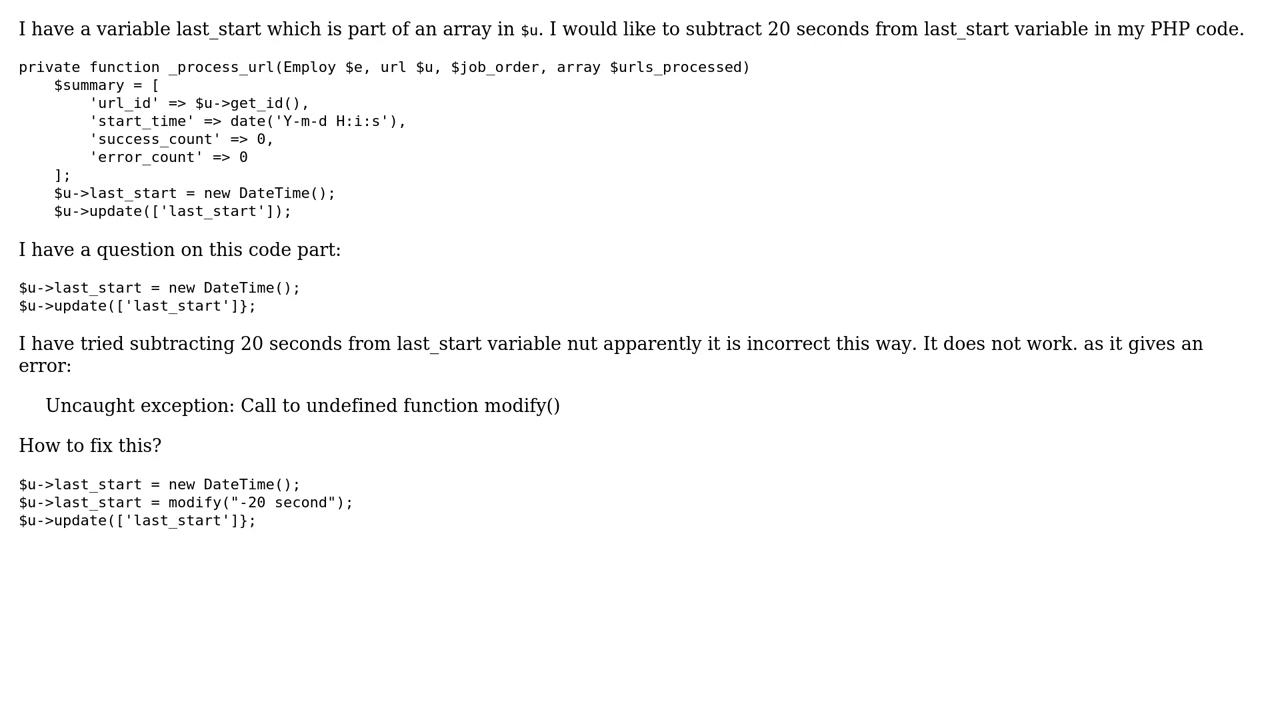 I have a variable last_start which is part of an array in $u. I would like to subtract 20 seconds from last_start variable in my PHP code.
private function _process_url(Employ $e, url $u, $job_order, array $urls_processed)
    $summary = [
        'url_id' => $u->get_id(),
        'start_time' => date('Y-m-d H:i:s'),
        'success_count' => 0,
        'error_count' => 0
    ];
    $u->last_start = new DateTime();
    $u->update(['last_start']);
I have a question on this code part:
$u->last_start = new DateTime();
$u->update(['last_start']};
I have tried subtracting 20 seconds from last_start variable nut apparently it is incorrect this way. It does not work. as it gives an
error:
Uncaught exception: Call to undefined function modify()
How to fix this?
$u->last_start = new DateTime();
$u->last_start = modify("-20 second");
$u->update(['last_start']};